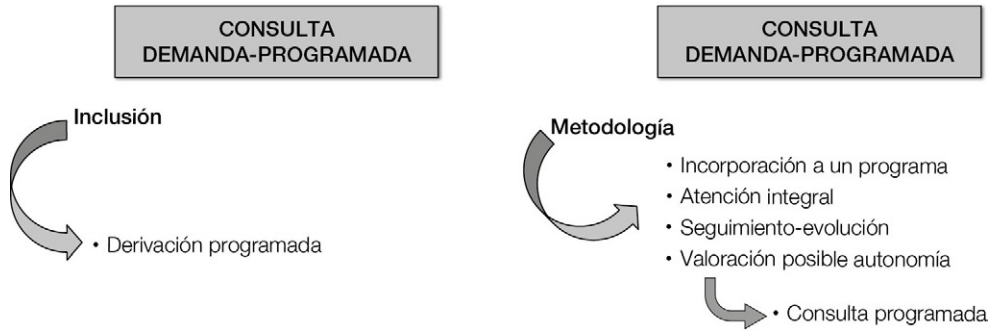 CONSULTA
DEMANDA-PROGRAMADA
Inclusión
• Derivación programada
CONSULTA
DEMANDA-PROGRAMADA
Metodología
• Incorporación a un programa
• Atención integral
• Seguimiento-evolución
• Valoración posible autonomía
• Consulta programada